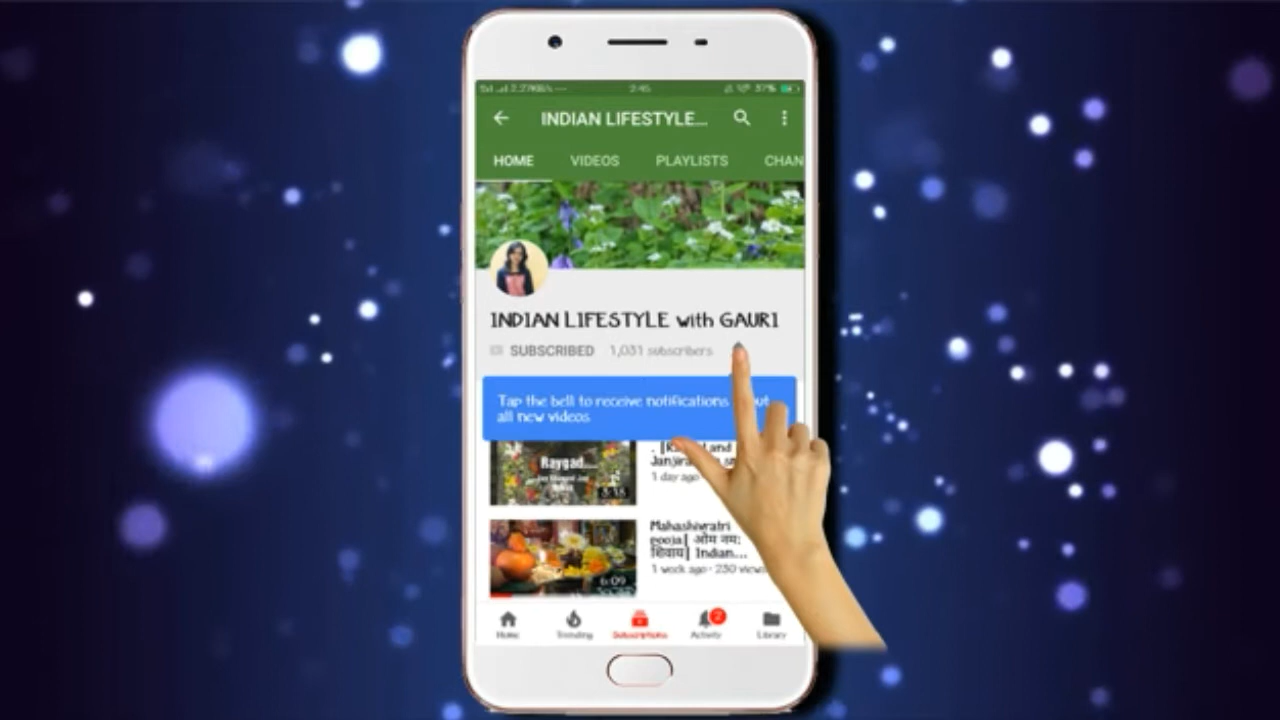 2:45
37%
INDIAN LIFESTYLE...
HOME VIDEOS PLAYLISTS CHAN
INDIAN LIFESTYLE with GAURI
SUBSCRIBED 1,031 subscribers
Tap the bell to receive notifications
all new videos
Raygad....
and
1 day ago
Mahashivratri
pooja| ओम नमः
शिवाय| Indian...
1 week ago · 230 views
6:09
Home Trending Subscriptions Activity 2 Library